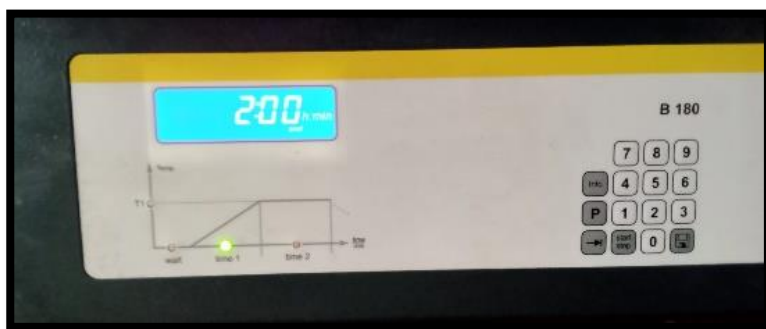 2:00 h:min
B 180
7 8 9
Info 4 5 6
P 1 2 3
start stop 0
Temp.
T1
time
wait time 1 time 2